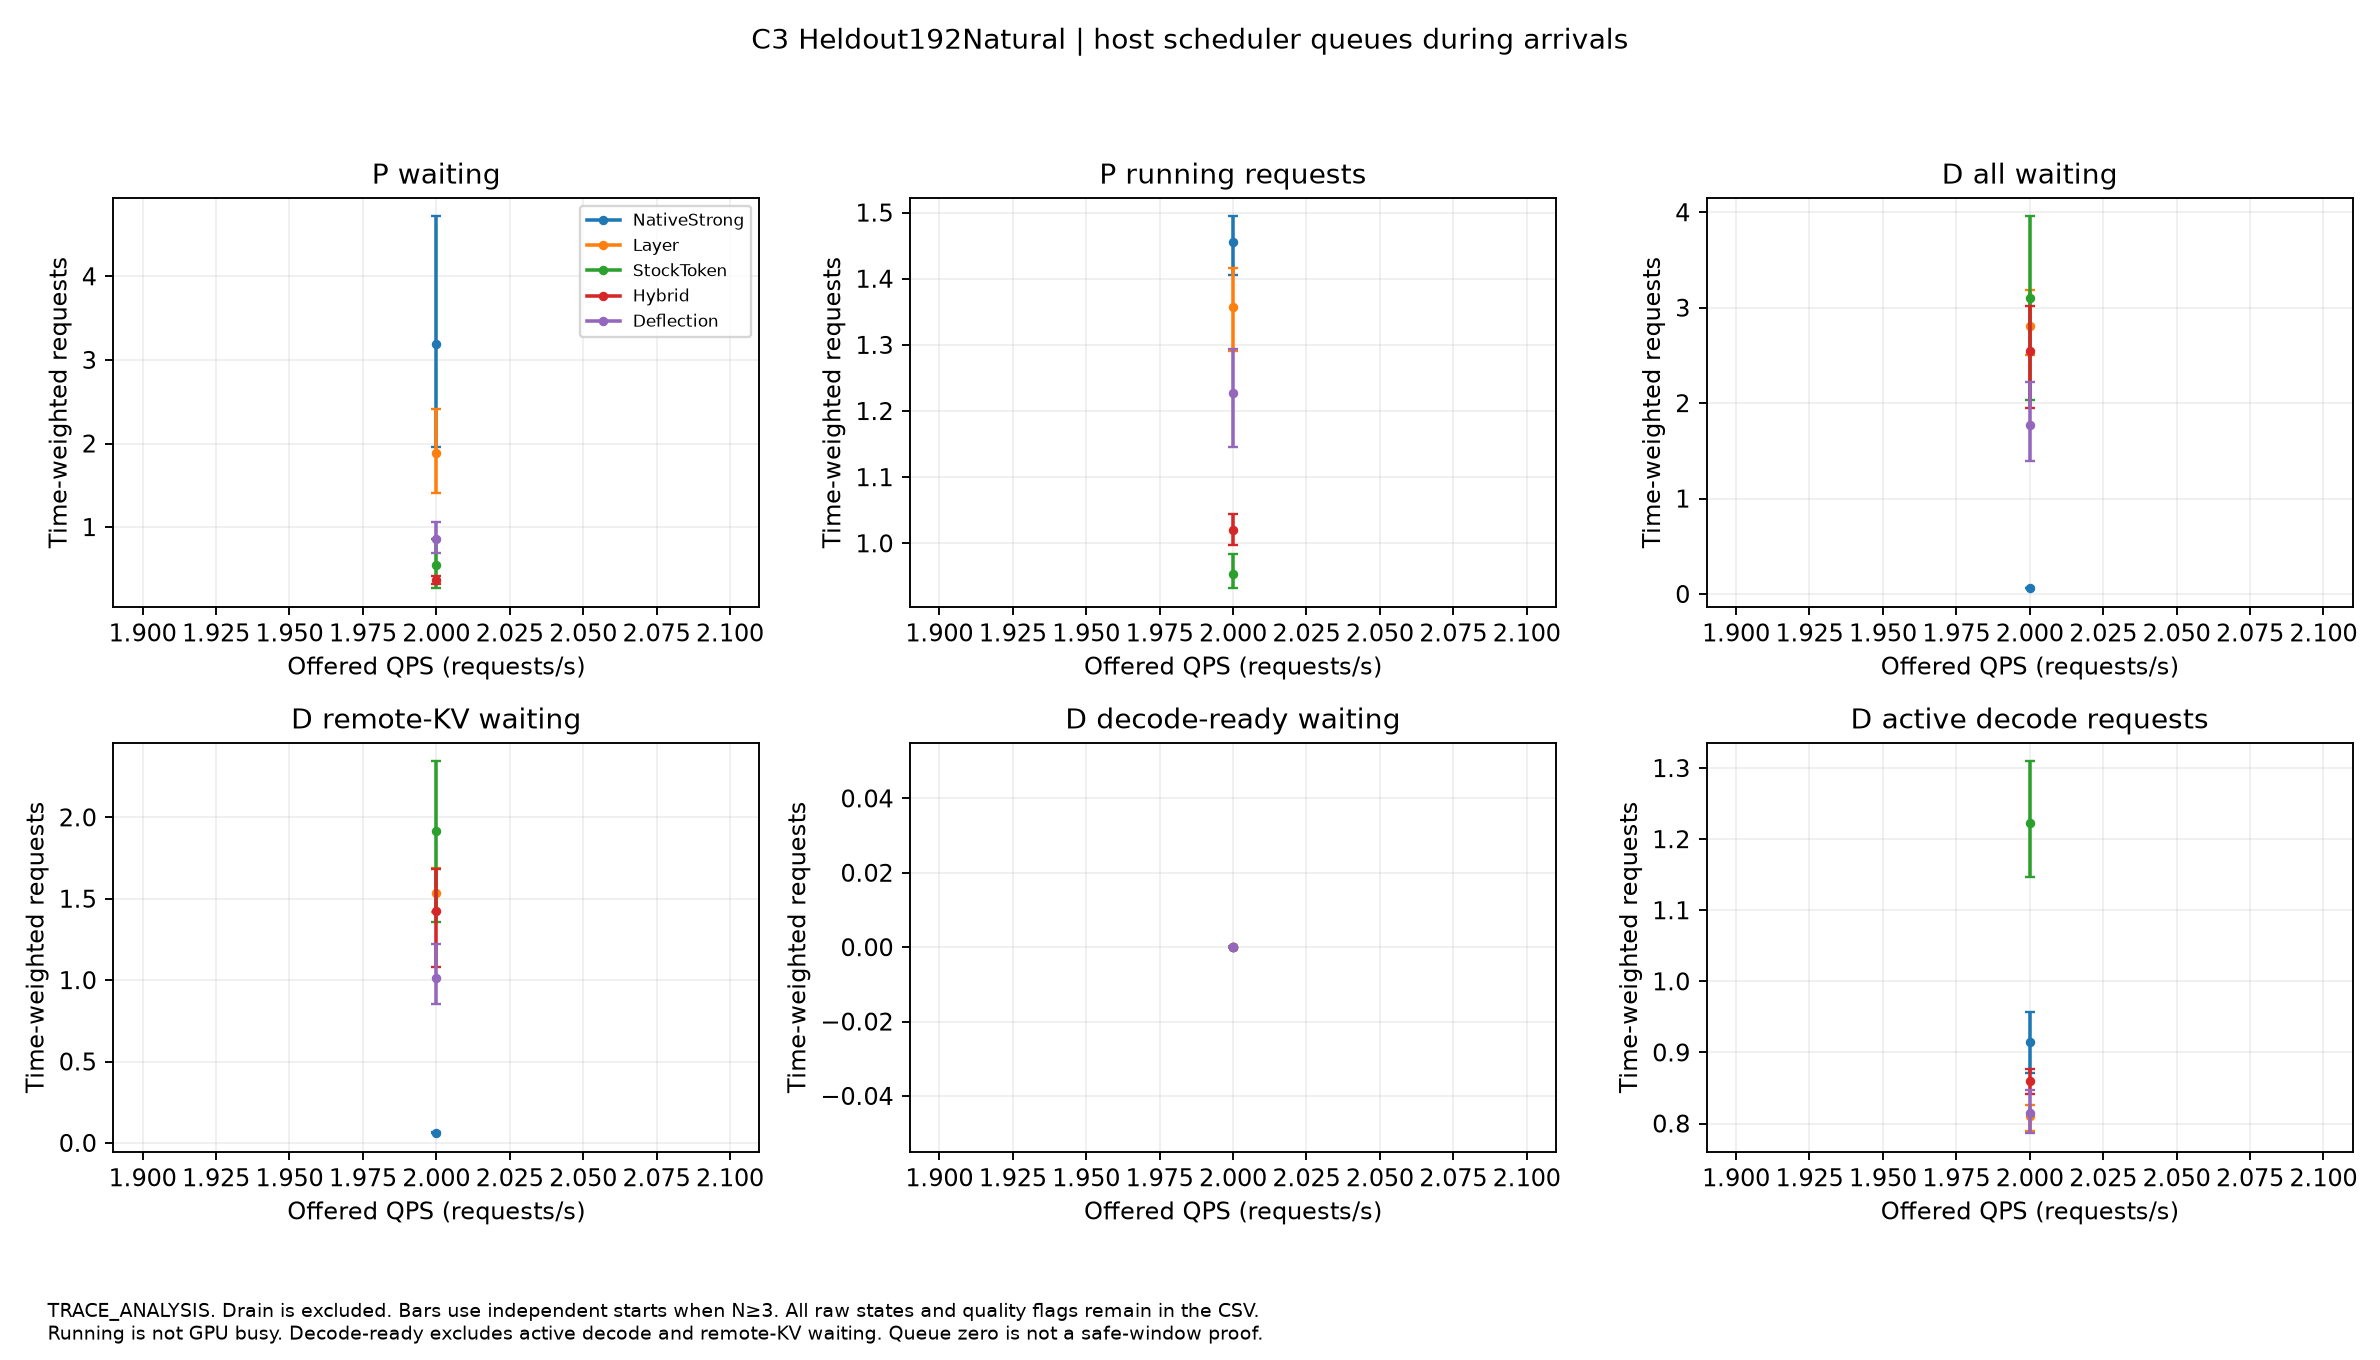 C3 Heldout192Natural | host scheduler queues during arrivals
P waiting
Time-weighted requests
4
3
2
1
NativeStrong
Layer
StockToken
Hybrid
Deflection
1.900 1.925 1.950 1.975 2.000 2.025 2.050 2.075 2.100
Offered QPS (requests/s)
P running requests
Time-weighted requests
1.5
1.4
1.3
1.2
1.1
1.0
1.900 1.925 1.950 1.975 2.000 2.025 2.050 2.075 2.100
Offered QPS (requests/s)
D all waiting
Time-weighted requests
4
3
2
1
0
1.900 1.925 1.950 1.975 2.000 2.025 2.050 2.075 2.100
Offered QPS (requests/s)
D remote-KV waiting
Time-weighted requests
2.0
1.5
1.0
0.5
0.0
1.900 1.925 1.950 1.975 2.000 2.025 2.050 2.075 2.100
Offered QPS (requests/s)
D decode-ready waiting
Time-weighted requests
0.04
0.02
0.00
−0.02
−0.04
1.900 1.925 1.950 1.975 2.000 2.025 2.050 2.075 2.100
Offered QPS (requests/s)
D active decode requests
Time-weighted requests
1.3
1.2
1.1
1.0
0.9
0.8
1.900 1.925 1.950 1.975 2.000 2.025 2.050 2.075 2.100
Offered QPS (requests/s)
TRACE_ANALYSIS. Drain is excluded. Bars use independent starts when N≥3. All raw states and quality flags remain in the CSV.
Running is not GPU busy. Decode-ready excludes active decode and remote-KV waiting. Queue zero is not a safe-window proof.